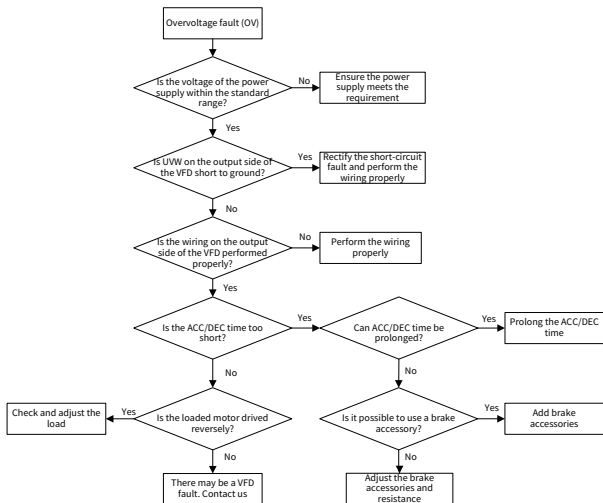 Overvoltage fault (OV)
Is the voltage of the power
supply within the standard
range?
No
Ensure the power
supply meets the
requirement
Yes
Is UVW on the output side of
the VFD short to ground?
Yes
Rectify the short-circuit
fault and perform the
wiring properly
No
Is the wiring on the output
side of the VFD performed
properly?
No
Perform the wiring
properly
Yes
Is the ACC/DEC time too
short?
Yes
Can ACC/DEC time be
prolonged?
Yes
Prolong the ACC/DEC
time
No
No
Check and adjust the
load
Yes
Is the loaded motor drived
reversely?
Is it possible to use a brake
accessory?
Yes
Add brake
accessories
No
No
There may be a VFD
fault. Contact us
Adjust the brake
accessories and
resistance